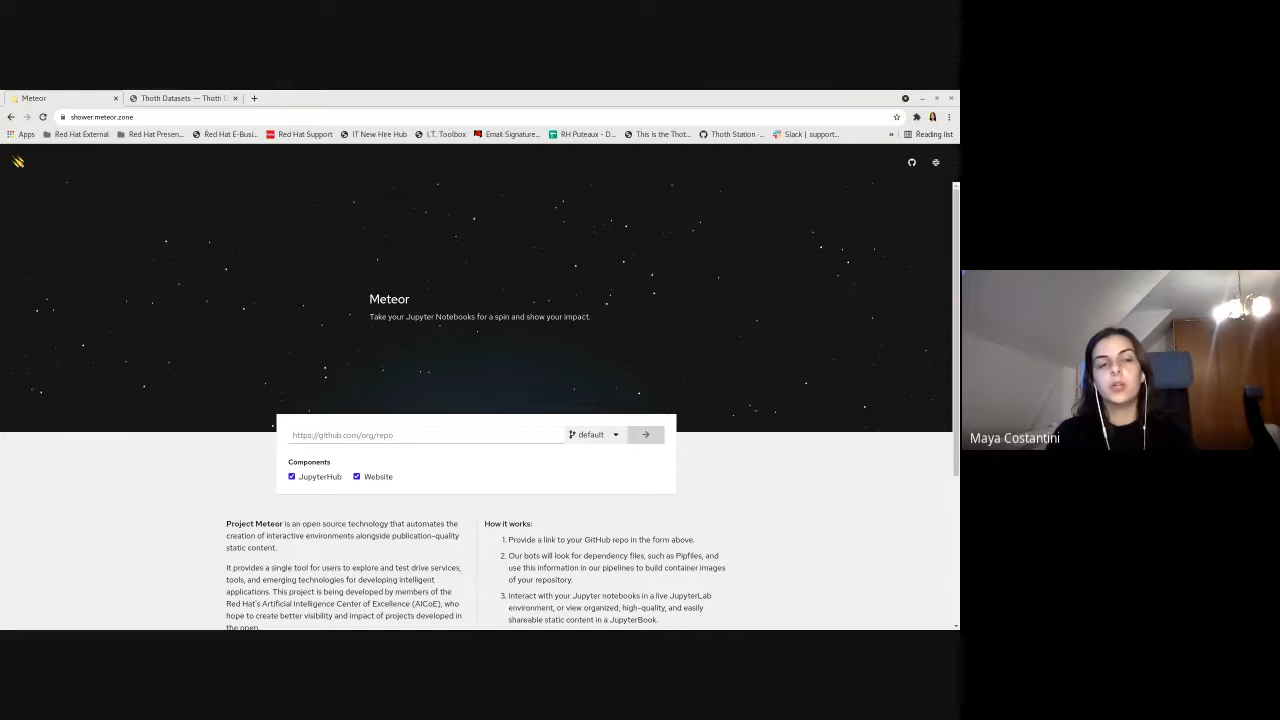 Meteor
Thoth Datasets — Thoth D
shower.meteor.zone
Apps
Red Hat External
Red Hat Presen...
Red Hat E-Busi...
Red Hat Support
IT New Hire Hub
I.T. Toolbox
Email Signature...
RH Puteaux - D...
This is the Thot...
Thoth Station ·...
Slack | support...
»
Reading list
Meteor
Take your Jupyter Notebooks for a spin and show your impact.
https://github.com/org/repo
default
Components
JupyterHub
Website
Project Meteor is an open source technology that automates the
creation of interactive environments alongside publication-quality
static content.
It provides a single tool for users to explore and test drive services,
tools, and emerging technologies for developing intelligent
applications. This project is being developed by members of the
Red Hat's Artificial Intelligence Center of Excellence (AICoE), who
hope to create better visibility and impact of projects developed in
the open.
How it works:
1. Provide a link to your GitHub repo in the form above.
2. Our bots will look for dependency files, such as Pipfiles, and
use this information in our pipelines to build container images
of your repository.
3. Interact with your Jupyter notebooks in a live JupyterLab
environment, or view organized, high-quality, and easily
shareable static content in a JupyterBook.
Maya Costantini